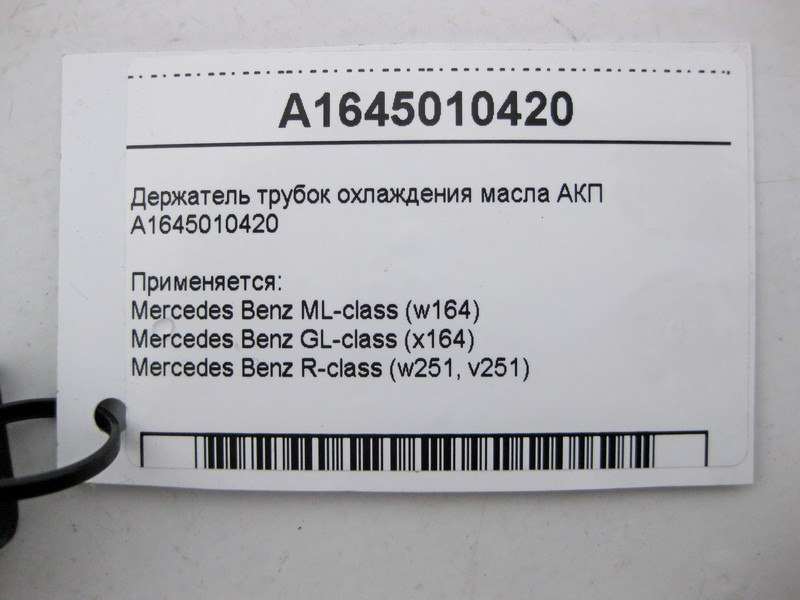 A1645010420
Держатель трубок охлаждения масла АКП
A1645010420
Применяется:
Mercedes Benz ML-class (w164)
Mercedes Benz GL-class (x164)
Mercedes Benz R-class (w251, v251)